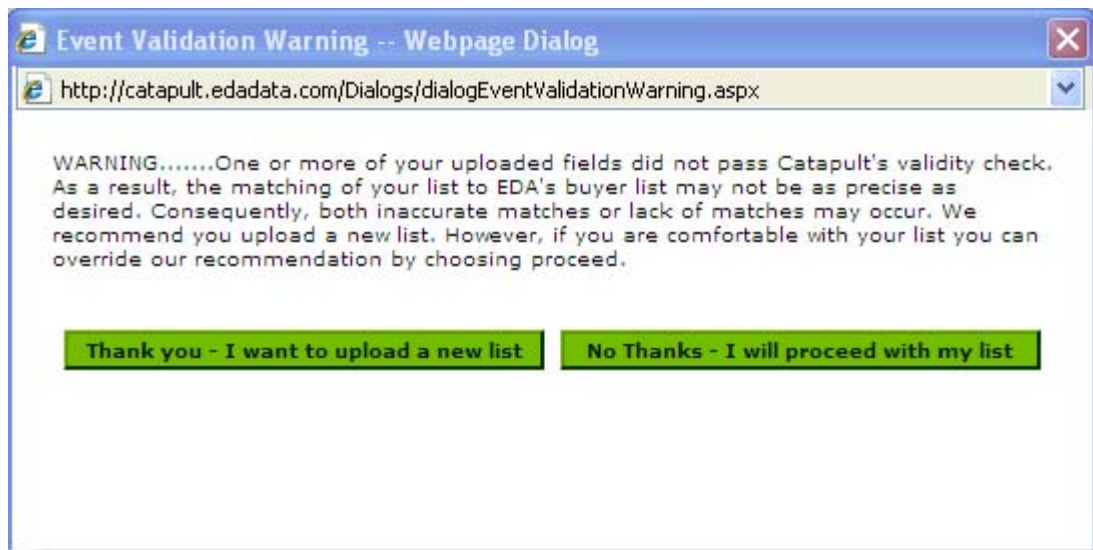 Event Validation Warning -- Webpage Dialog
http://catapult.edadata.com/Dialogs/dialogEventValidationWarning.aspx
WARNING.......One or more of your uploaded fields did not pass Catapult's validity check.
As a result, the matching of your list to EDA's buyer list may not be as precise as
desired. Consequently, both inaccurate matches or lack of matches may occur. We
recommend you upload a new list. However, if you are comfortable with your list you can
override our recommendation by choosing proceed.
Thank you - I want to upload a new list
No Thanks - I will proceed with my list